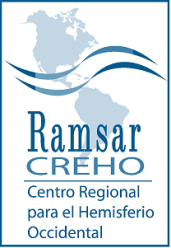 Ramsar
CREHO
Centro Regional
para el Hemisferio
Occidental